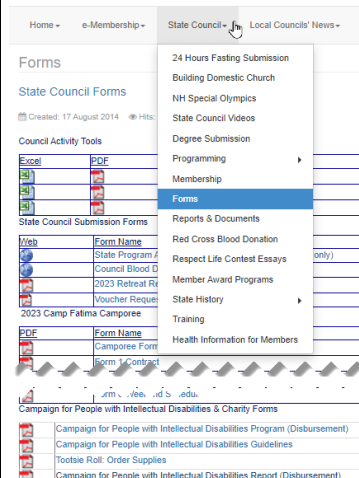 Home e-Membership State Council Local Councils' News
24 Hours Fasting Submission
Forms
Building Domestic Church
State Council Forms
NH Special Olympics
State Council Videos
Created: 17 August 2014 Hits:
Degree Submission
Council Activity Tools
Programming
Excel PDF
Membership
Forms
Reports & Documents
State Council Submission Forms
Red Cross Blood Donation
Web Form Name
State Program only)
Respect Life Contest Essays
Council Blood D
Member Award Programs
2023 Retreat Re
Voucher Reques
State History
2023 Camp Fatima Camporee
Training
PDF Form Name
Health Information for Members
Camporee Form
Form 1 Contract
Campaign for People with Intellectual Disabilities & Charity Forms
Campaign for People with Intellectual Disabilities Program (Disbursement)
Campaign for People with Intellectual Disabilities Guidelines
Tootsie Roll: Order Supplies
Campaign for People with Intellectual Disabilities Report (Disbursement)